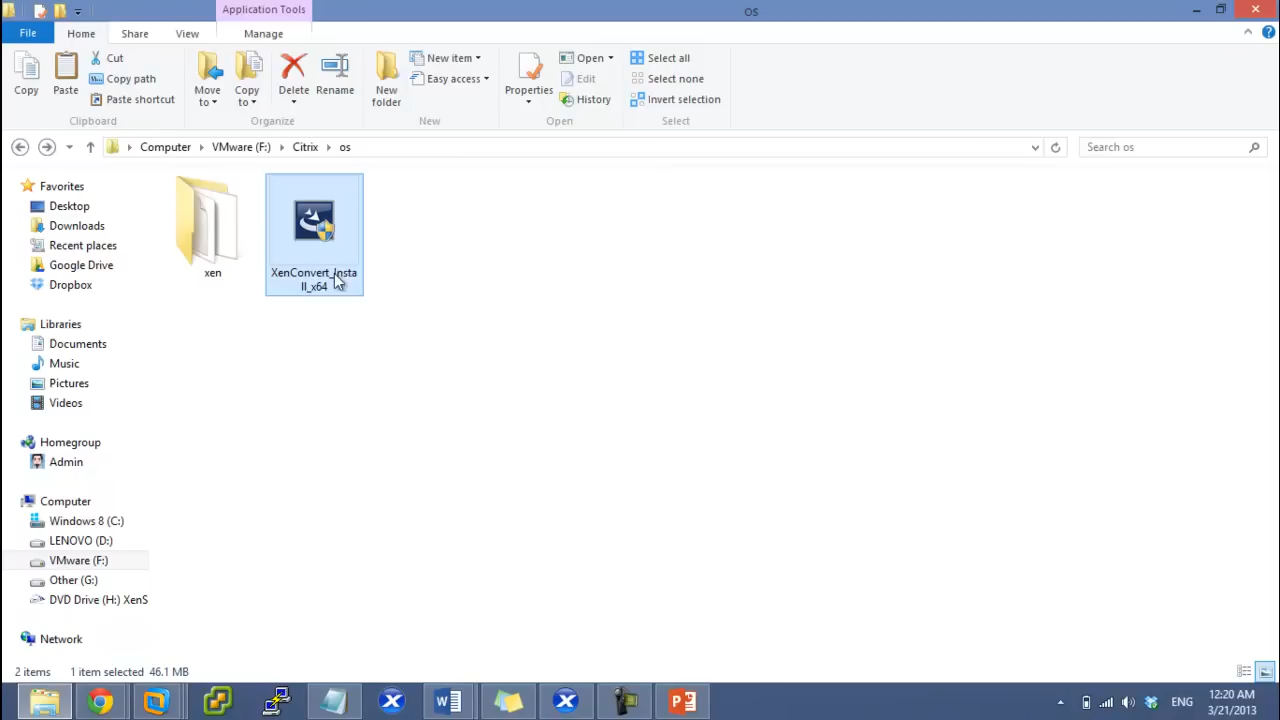 Application Tools
OS
File
Home
Share
View
Manage
Copy
Paste
Cut
Copy path
Paste shortcut
Clipboard
Move to
Copy to
Delete
Rename
Organize
New folder
New item
Easy access
New
Properties
Open
Edit
History
Open
Select all
Select none
Invert selection
Select
Computer
VMware (F:)
Citrix
os
Search os
Favorites
Desktop
Downloads
Recent places
Google Drive
Dropbox
Libraries
Documents
Music
Pictures
Videos
Homegroup
Admin
Computer
Windows 8 (C:)
LENOVO (D:)
VMware (F:)
Other (G:)
DVD Drive (H:) XenS
Network
xen
XenConvert_Insta
ll_x64
2 items
1 item selected 46.1 MB
ENG
12:20 AM
3/21/2013